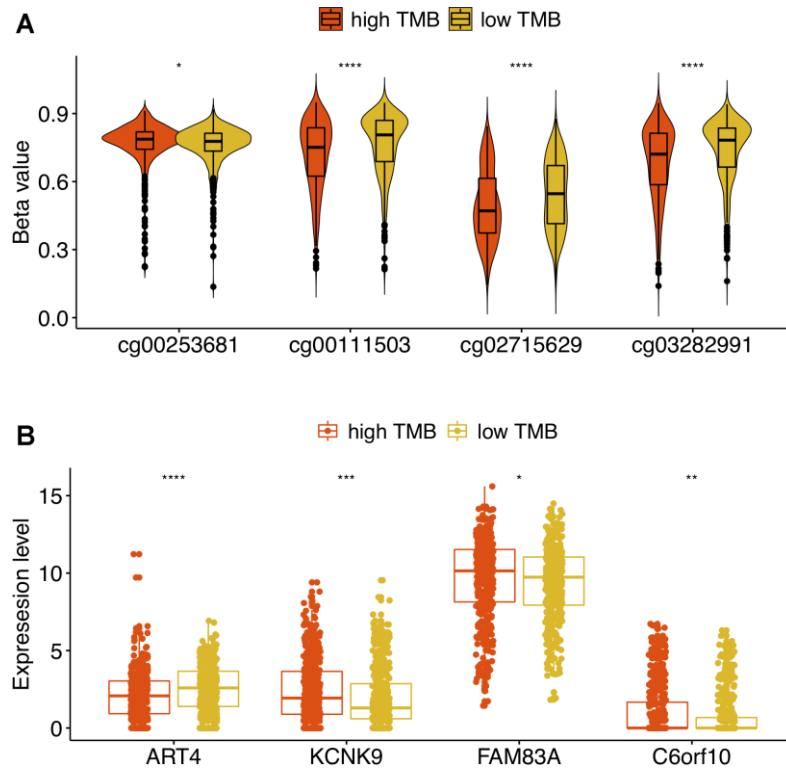 A
high TMB low TMB
* **** **** ****
Beta value
0.9
0.6
0.3
0.0
cg00253681 cg00111503 cg02715629 cg03282991
B
high TMB low TMB
**** *** * **
Expresesion level
15
10
5
0
ART4 KCNK9 FAM83A C6orf10